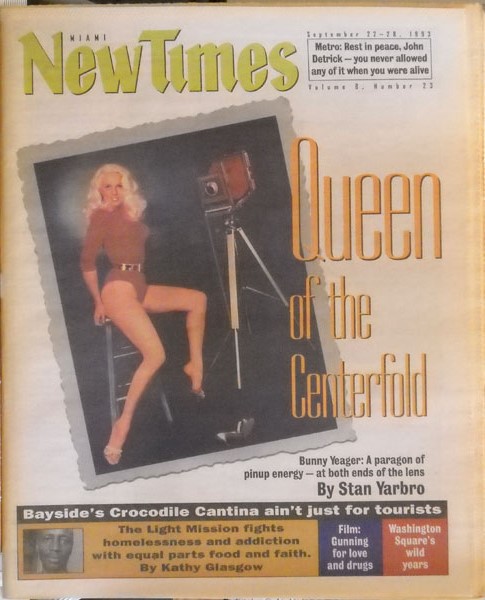 MIAMI
New Times
September 22-28, 1993
Metro: Rest in peace, John
Detrick — you never allowed
any of it when you were alive
Volume 8, Number 23
Queen
of the
Centerfold
Bunny Yeager: A paragon of
pinup energy — at both ends of the lens
By Stan Yarbro
Bayside's Crocodile Cantina ain't just for tourists
The Light Mission fights
homelessness and addiction
with equal parts food and faith.
By Kathy Glasgow
Film:
Gunning
for love
and drugs
Washington
Square's
wild
years